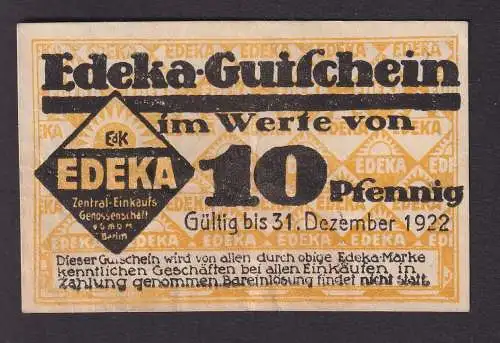 Edeka-Gutschein
im Werte von
10 Pfennig
Gültig bis 31. Dezember 1922
EdK
EDEKA
Zentral-Einkaufs
Genossenschaft
e G m b H
Berlin
Dieser Gutschein wird von allen durch obige Edeka-Marke
kenntlichen Geschäften bei allen Einkäufen in
Zahlung genommen. Bareinlösung findet nicht statt.